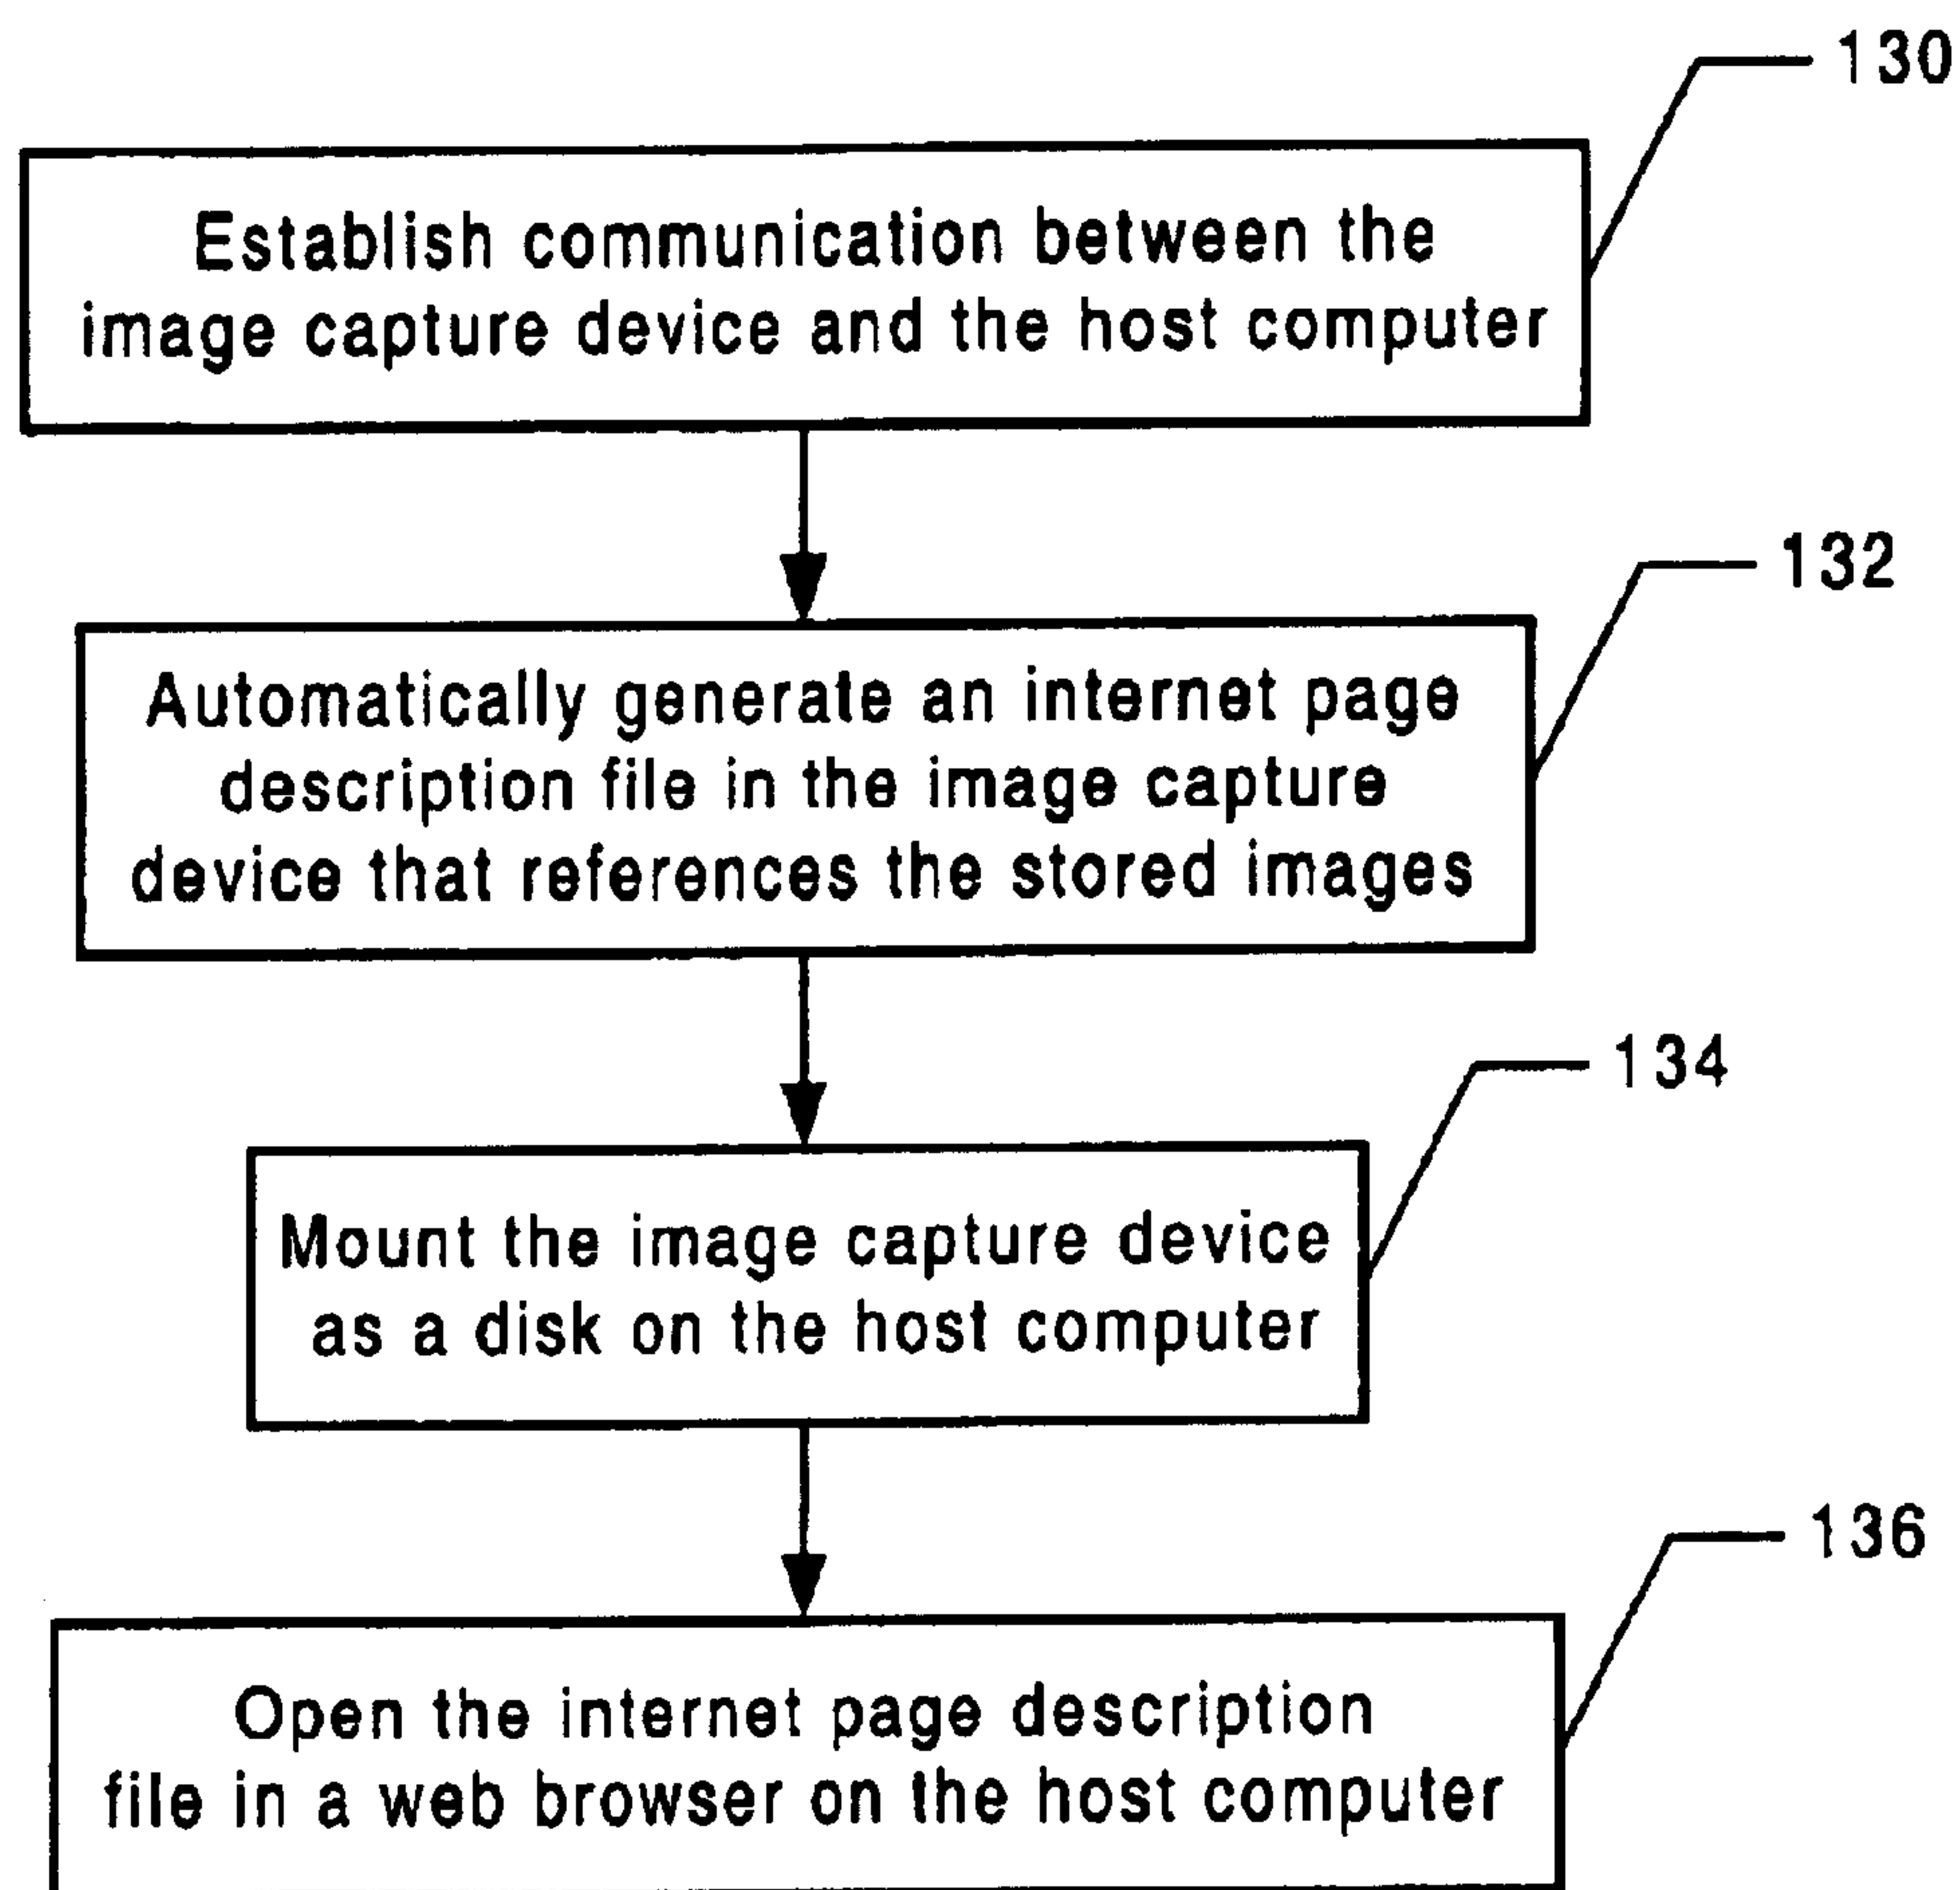 130
Establish communication between the
image capture device and the host computer
132
Automatically generate an internet page
description file in the image capture
device that references the stored images
134
Mount the image capture device
as a disk on the host computer
136
Open the internet page description
file in a web browser on the host computer